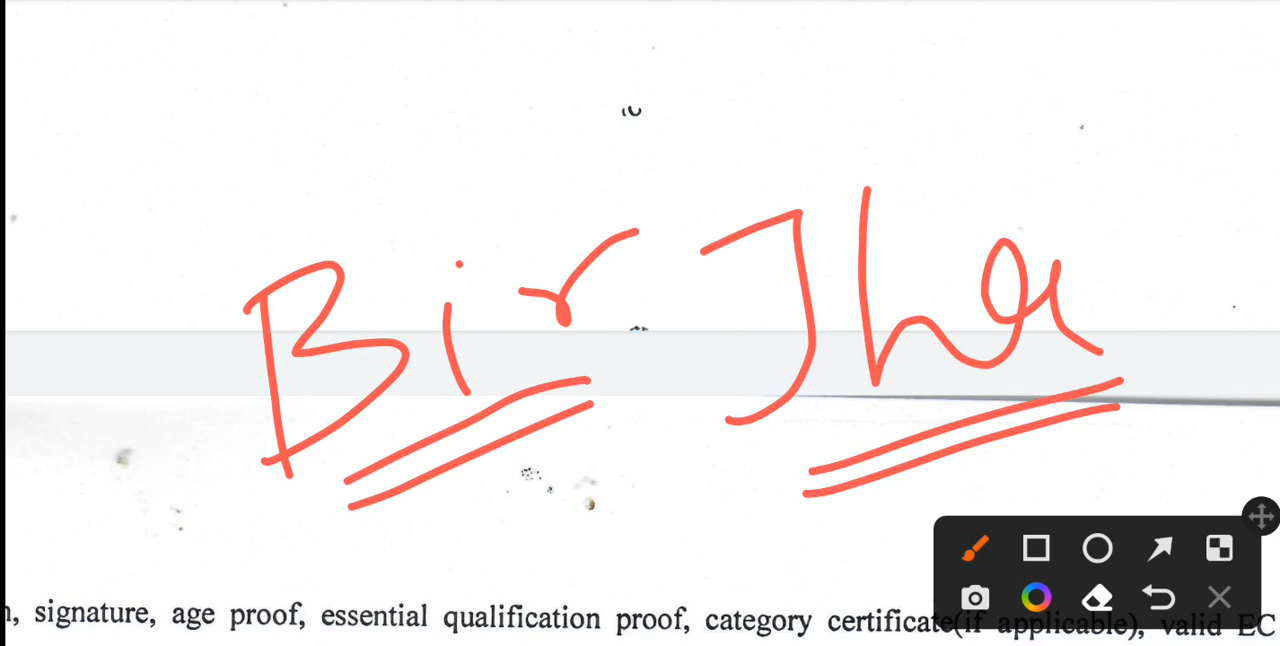 Bir Jha
, signature, age proof, essential qualification proof, category certificate(if applicable), valid EC